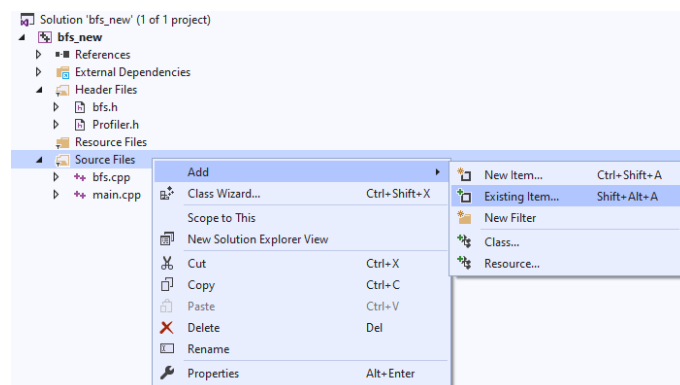 Solution 'bfs_new' (1 of 1 project)
bfs_new
References
External Dependencies
Header Files
bfs.h
Profiler.h
Resource Files
Source Files
bfs.cpp
main.cpp
Add
Class Wizard... Ctrl+Shift+X
Scope to This
New Solution Explorer View
Cut Ctrl+X
Copy Ctrl+C
Paste Ctrl+V
Delete Del
Rename
Properties Alt+Enter
New Item... Ctrl+Shift+A
Existing Item... Shift+Alt+A
New Filter
Class...
Resource...